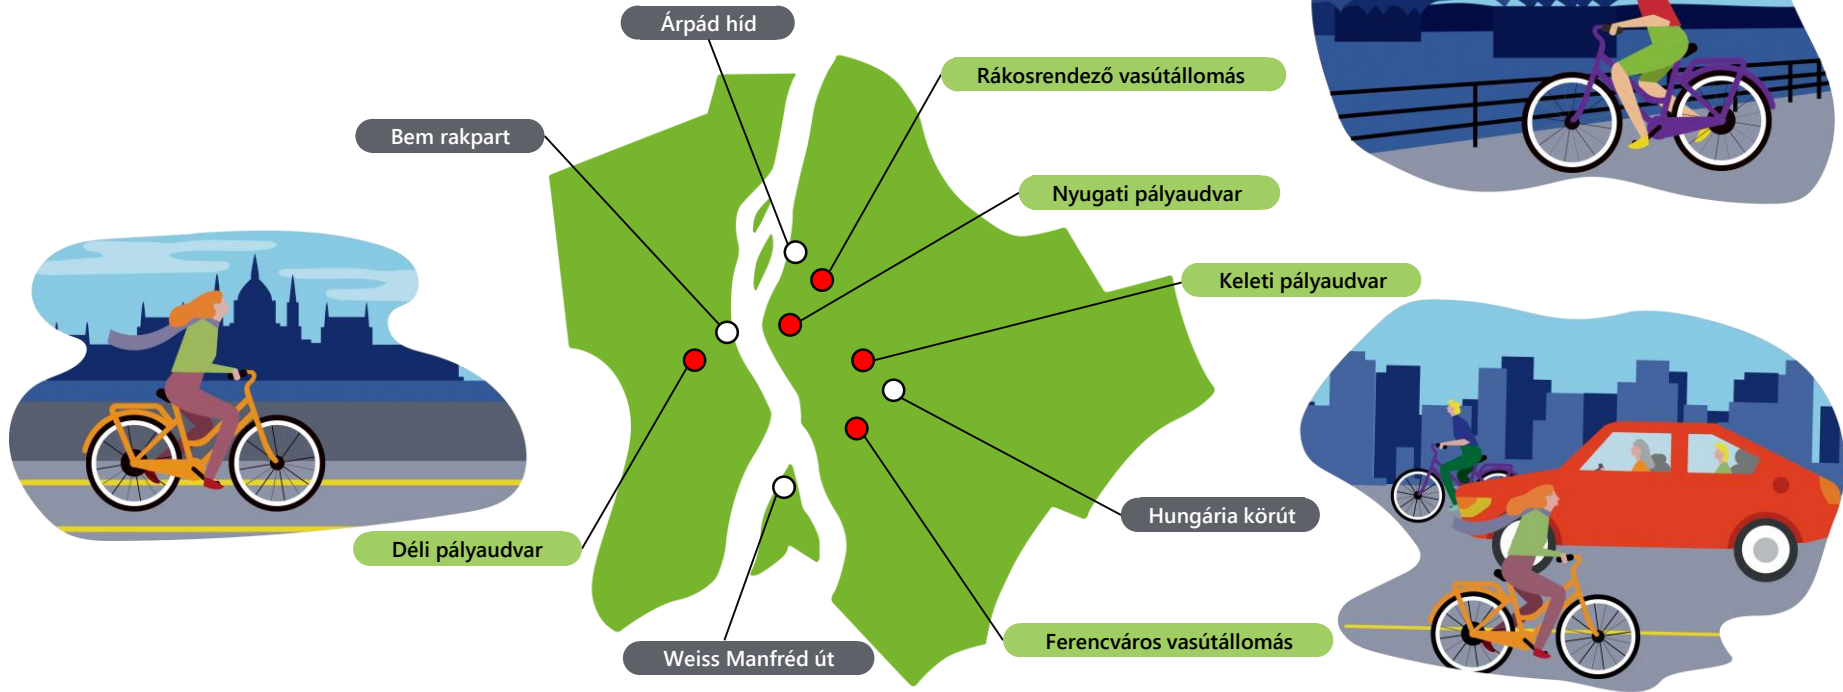 Árpád híd
Rákosrendező vasútállomás
Bem rakpart
Nyugati pályaudvar
Keleti pályaudvar
Hungária körút
Déli pályaudvar
Ferencváros vasútállomás
Weiss Manfréd út